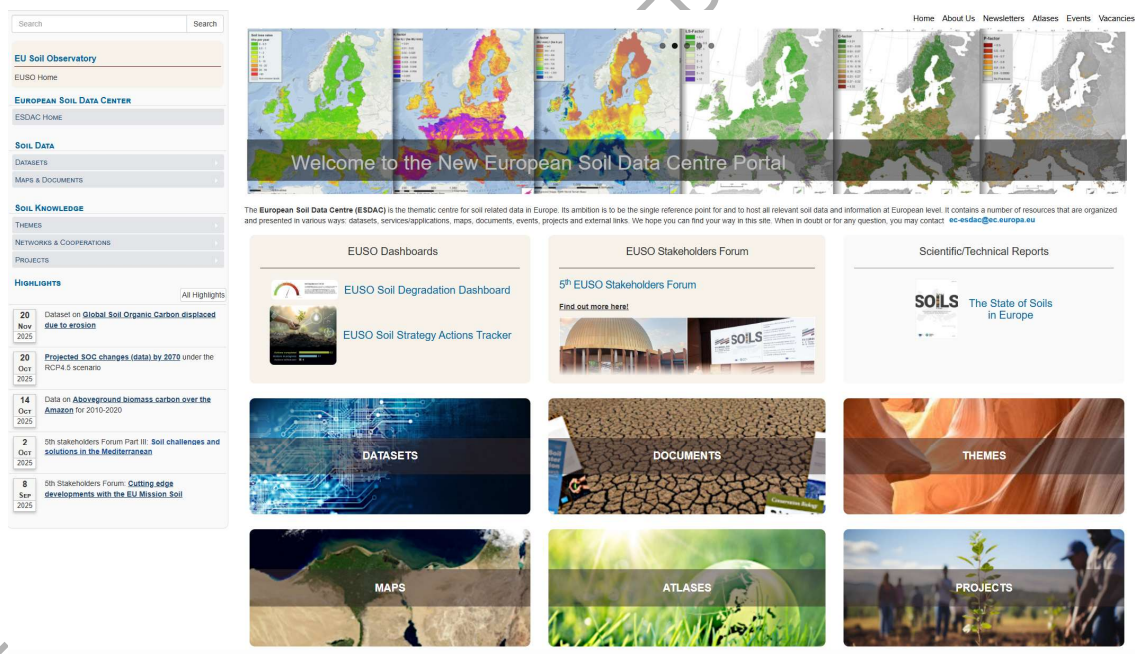 Home About Us Newsletters Atlases Events Vacancies
Search Search
EU Soil Observatory
EUSO Home
European Soil Data Center
ESDAC Home
Soil Data
Datasets
Maps & Documents
Soil Knowledge
Themes
Networks & Cooperations
Projects
Highlights
All Highlights
20 Nov 2025
Dataset on Global Soil Organic Carbon displaced
due to erosion
20 Oct 2025
Projected SOC changes (data) by 2070 under the
RCP4.5 scenario
14 Oct 2025
Data on Aboveground biomass carbon over the
Amazon for 2010-2020
2 Oct 2025
5th stakeholders Forum Part III: Soil challenges and
solutions in the Mediterranean
8 Sep 2025
5th Stakeholders Forum: Cutting edge
developments with the EU Mission Soil
LS-Factor
P-factor
Welcome to the New European Soil Data Centre Portal
The European Soil Data Centre (ESDAC) is the thematic centre for soil related data in Europe. Its ambition is to be the single reference point for and to host all relevant soil data and information at European level. It contains a number of resources that are organized
and presented in various ways: datasets, services/applications, maps, documents, events, projects and external links. We hope you can find your way in this site. When in doubt or for any question, you may contact ec-esdac@ec.europa.eu
EUSO Dashboards
EUSO Soil Degradation Dashboard
EUSO Soil Strategy Actions Tracker
EUSO Stakeholders Forum
5th EUSO Stakeholders Forum
Find out more here!
SOILS
Scientific/Technical Reports
SOILS
The State of Soils
in Europe
DATASETS
DOCUMENTS
Conservation Biology
THEMES
MAPS
ATLASES
PROJECTS